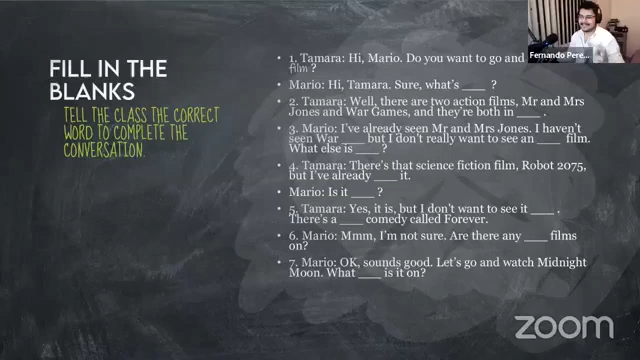 FILL IN THE
BLANKS
TELL THE CLASS THE CORRECT
WORD TO COMPLETE THE
CONVERSATION.
• 1. Tamara: Hi, Mario. Do you want to go and
film ?
• Mario: Hi, Tamara. Sure, what's ___ ?
• 2. Tamara: Well, there are two action films, Mr and Mrs
Jones and War Games, and they're both in ___ .
• 3. Mario: I've already seen Mr and Mrs Jones. I haven't
seen War ___ but I don't really want to see an ___ film.
What else is ___ ?
• 4. Tamara: There's that science fiction film, Robot 2075,
but I've already ___ it.
• Mario: Is it ___ ?
• 5. Tamara: Yes, it is, but I don't want to see it ___ .
There's a ___ comedy called Forever.
• 6. Mario: Mmm, I'm not sure. Are there any ___ films
on?
• 7. Mario: OK, sounds good. Let's go and watch Midnight
Moon. What ___ is it on?
Fernando Pere...
zoom